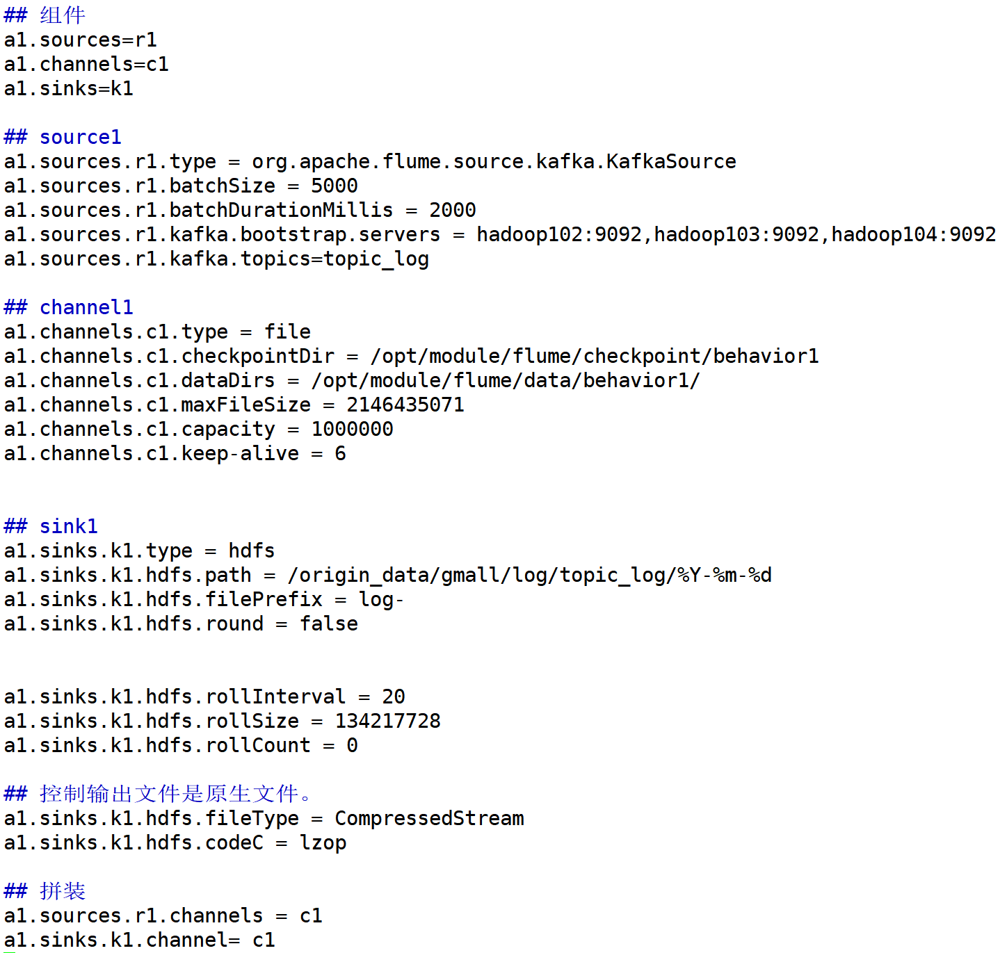 ## 组件
a1.sources=r1
a1.channels=c1
a1.sinks=k1
## source1
a1.sources.r1.type = org.apache.flume.source.kafka.KafkaSource
a1.sources.r1.batchSize = 5000
a1.sources.r1.batchDurationMillis = 2000
a1.sources.r1.kafka.bootstrap.servers = hadoop102:9092,hadoop103:9092,hadoop104:9092
a1.sources.r1.kafka.topics=topic_log
## channel1
a1.channels.c1.type = file
a1.channels.c1.checkpointDir = /opt/module/flume/checkpoint/behavior1
a1.channels.c1.dataDirs = /opt/module/flume/data/behavior1/
a1.channels.c1.maxFileSize = 2146435071
a1.channels.c1.capacity = 1000000
a1.channels.c1.keep-alive = 6
## sink1
a1.sinks.k1.type = hdfs
a1.sinks.k1.hdfs.path = /origin_data/gmall/log/topic_log/%Y-%m-%d
a1.sinks.k1.hdfs.filePrefix = log-
a1.sinks.k1.hdfs.round = false
a1.sinks.k1.hdfs.rollInterval = 20
a1.sinks.k1.hdfs.rollSize = 134217728
a1.sinks.k1.hdfs.rollCount = 0
## 控制输出文件是原生文件。
a1.sinks.k1.hdfs.fileType = CompressedStream
a1.sinks.k1.hdfs.codeC = lzop
## 拼装
a1.sources.r1.channels = c1
a1.sinks.k1.channel= c1